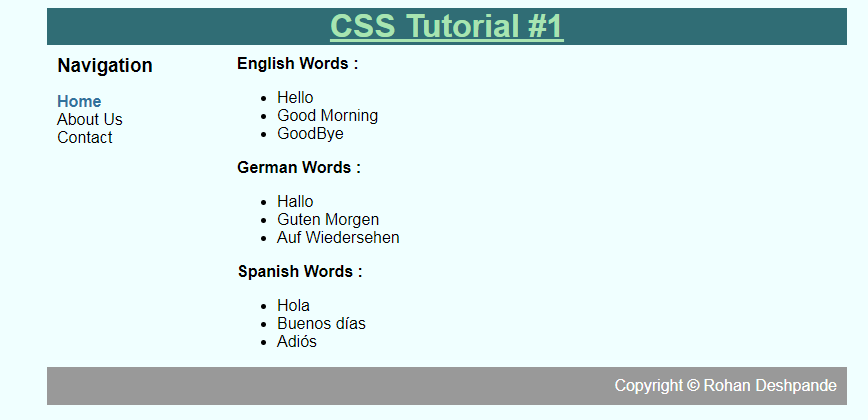 CSS Tutorial #1
Navigation
Home
About Us
Contact
English Words :
Hello
Good Morning
GoodBye
German Words :
Hallo
Guten Morgen
Auf Wiedersehen
Spanish Words :
Hola
Buenos días
Adiós
Copyright © Rohan Deshpande